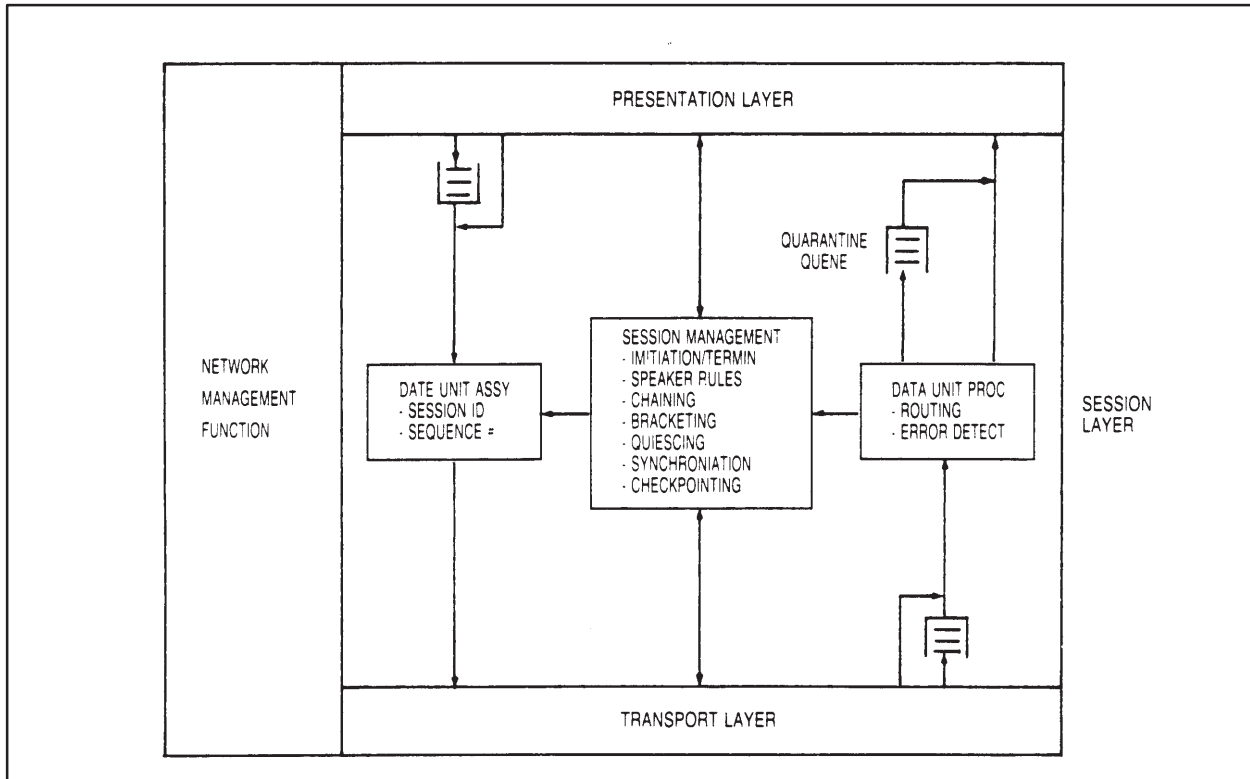 PRESENTATION LAYER
QUARANTINE
QUENE
NETWORK
MANAGEMENT
FUNCTION
DATE UNIT ASSY
- SESSION ID
- SEQUENCE =
SESSION MANAGEMENT
- IMITIATION/TERMIN
- SPEAKER RULES
- CHAINING
- BRACKETING
- QUIESCING
- SYNCHRONIATION
- CHECKPOINTING
DATA UNIT PROC
- ROUTING
- ERROR DETECT
SESSION
LAYER
TRANSPORT LAYER